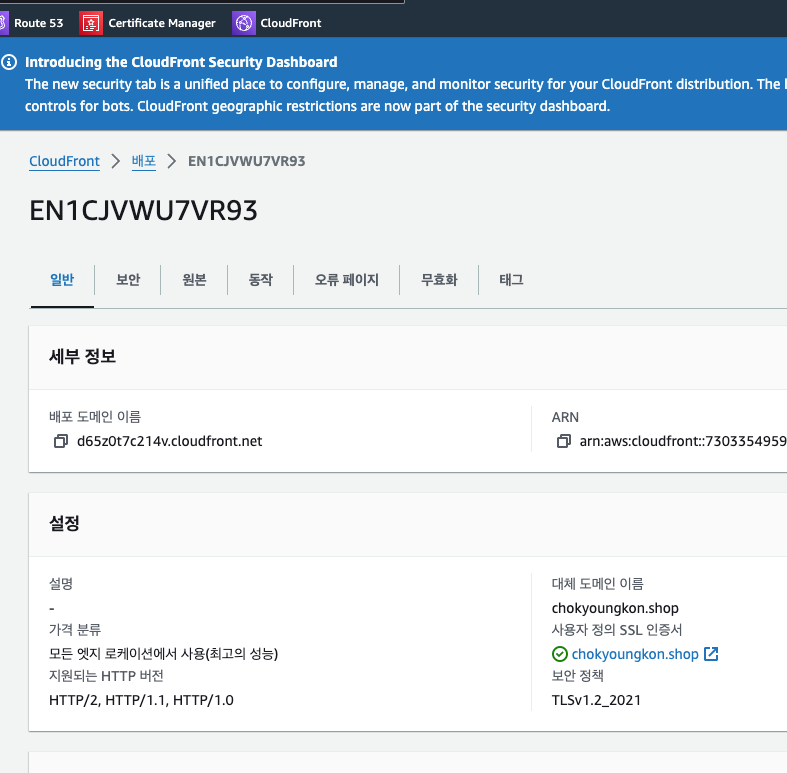 Route 53 Certificate Manager CloudFront
Introducing the CloudFront Security Dashboard
The new security tab is a unified place to configure, manage, and monitor security for your CloudFront distribution. The
controls for bots. CloudFront geographic restrictions are now part of the security dashboard.
CloudFront > 배포 > EN1CJVWU7VR93
EN1CJVWU7VR93
일반 보안 원본 동작 오류 페이지 무효화 태그
세부 정보
배포 도메인 이름
d65z0t7c214v.cloudfront.net
ARN
arn:aws:cloudfront::7303354959
설정
설명
-
가격 분류
모든 엣지 로케이션에서 사용(최고의 성능)
지원되는 HTTP 버전
HTTP/2, HTTP/1.1, HTTP/1.0
대체 도메인 이름
chokyoungkon.shop
사용자 정의 SSL 인증서
chokyoungkon.shop
보안 정책
TLSv1.2_2021